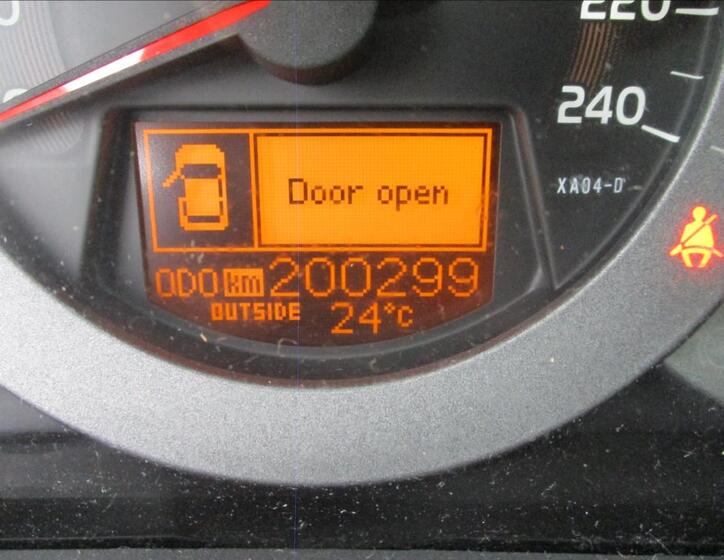 220
240
XA04-D
Door open
ODO km 200299
OUTSIDE 24°C